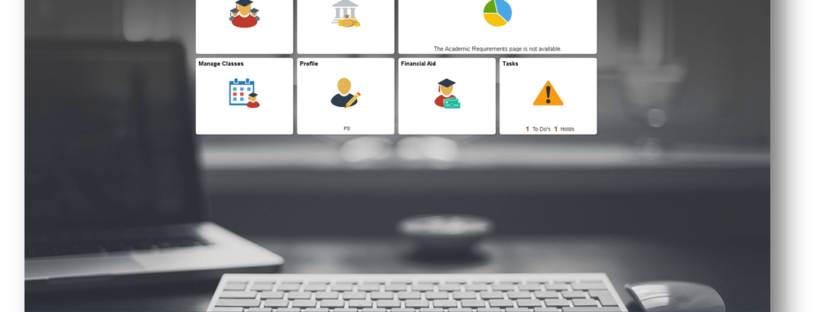 The Academic Requirements page is not available.
Manage Classes
Profile
Financial Aid
Tasks
PS
1 To Do's 1 Holds